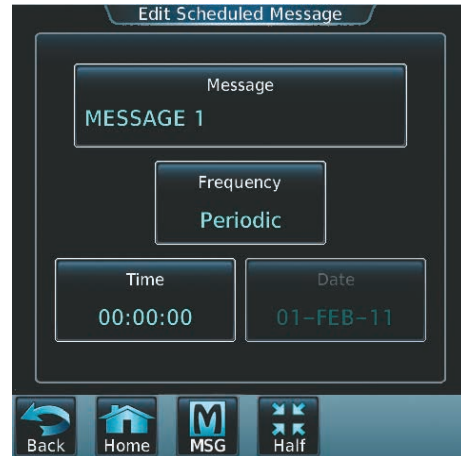 Edit Scheduled Message
Message
MESSAGE 1
Frequency
Periodic
Time
Date
00:00:00
01-FEB-11
Back
Home
MSG
Half